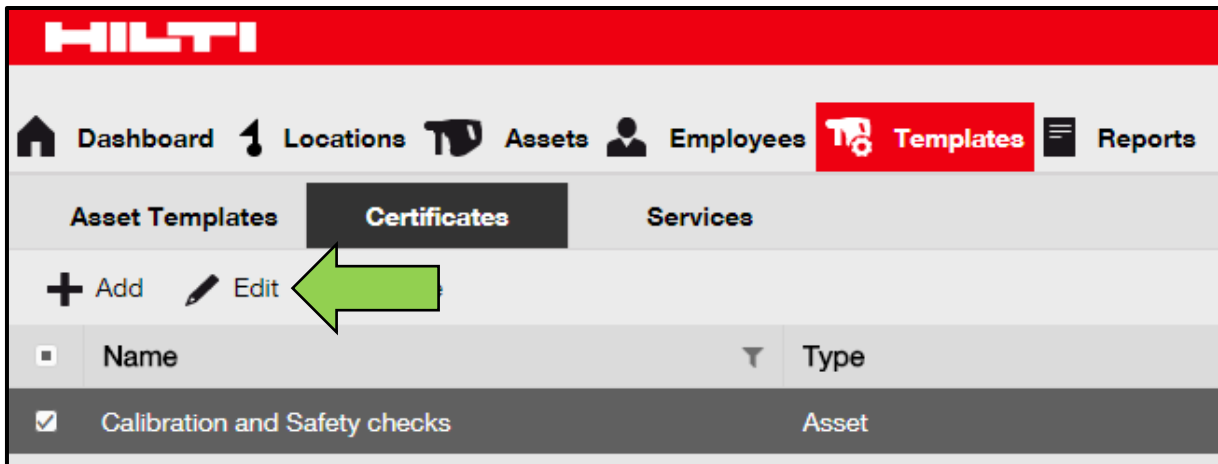 HILTI
Dashboard Locations Assets Employees Templates Reports
Asset Templates Certificates Services
Add Edit
Name Type
Calibration and Safety checks Asset